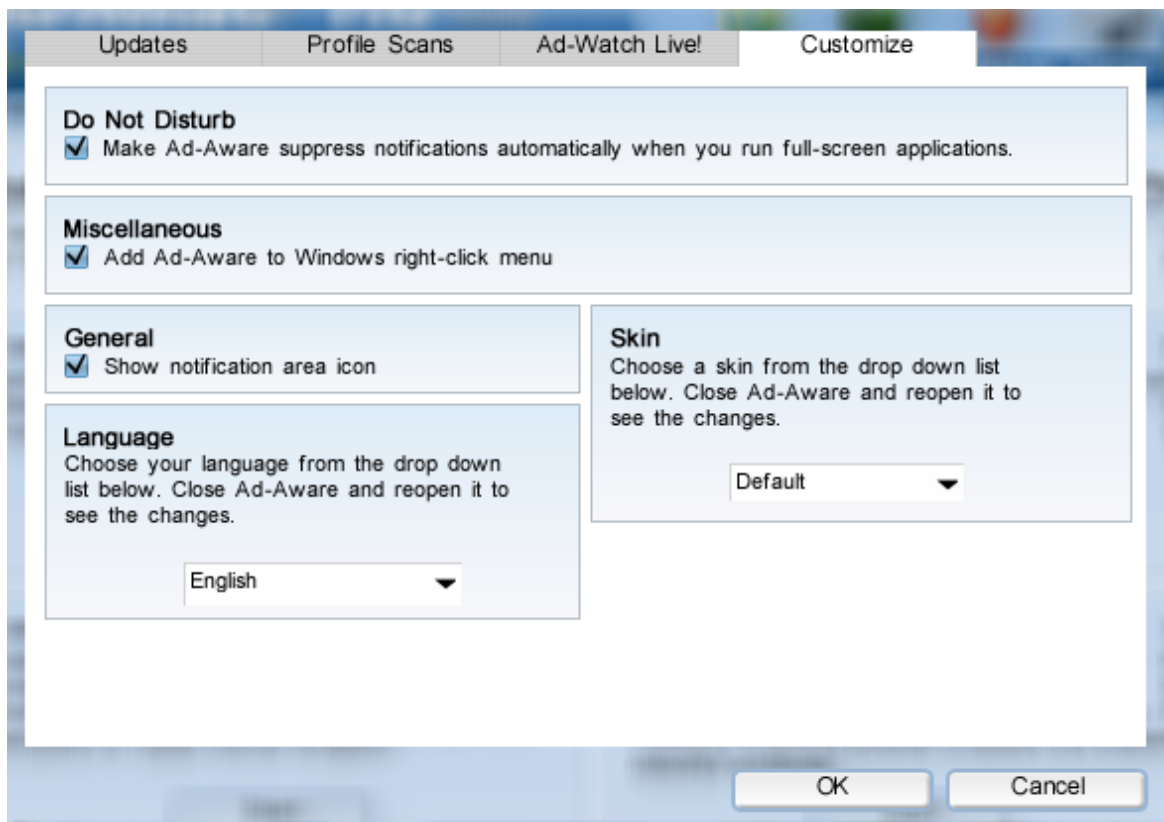 Updates
Profile Scans
Ad-Watch Live!
Customize
Do Not Disturb
Make Ad-Aware suppress notifications automatically when you run full-screen applications.
Miscellaneous
Add Ad-Aware to Windows right-click menu
General
Show notification area icon
Language
Choose your language from the drop down
list below. Close Ad-Aware and reopen it to
see the changes.
English
Skin
Choose a skin from the drop down list
below. Close Ad-Aware and reopen it to
see the changes.
Default
OK
Cancel